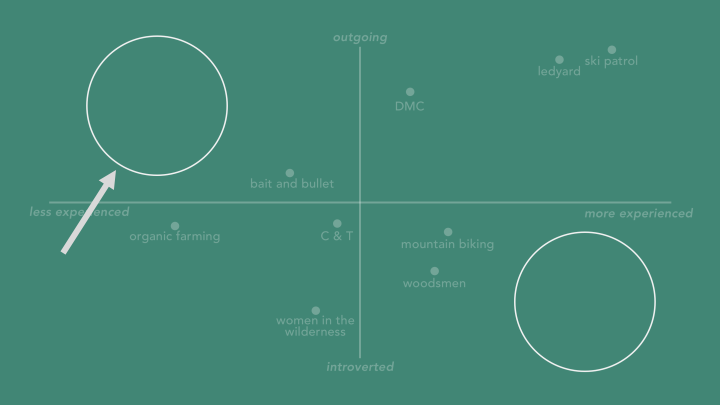 outgoing
ski patrol
ledyard
DMC
bait and bullet
less experienced
more experienced
organic farming
C & T
mountain biking
woodsmen
women in the
wilderness
introverted